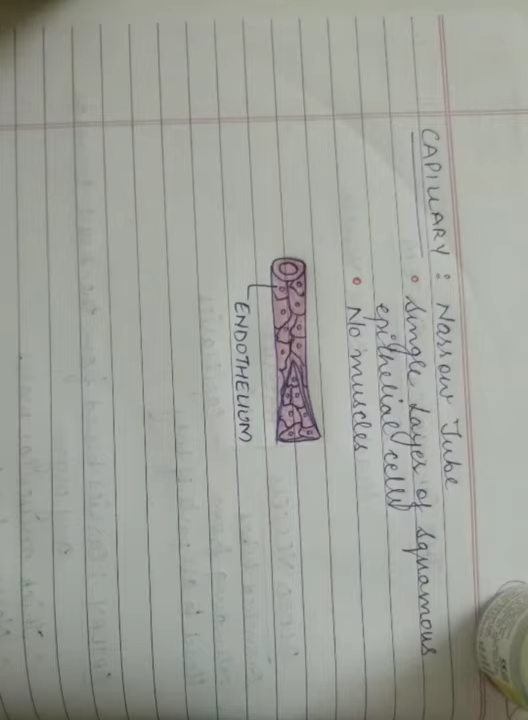 CAPILLARY : Narrow Tube
• Single layer of squamous
epithelial cells
• No muscles
ENDOTHELIUM